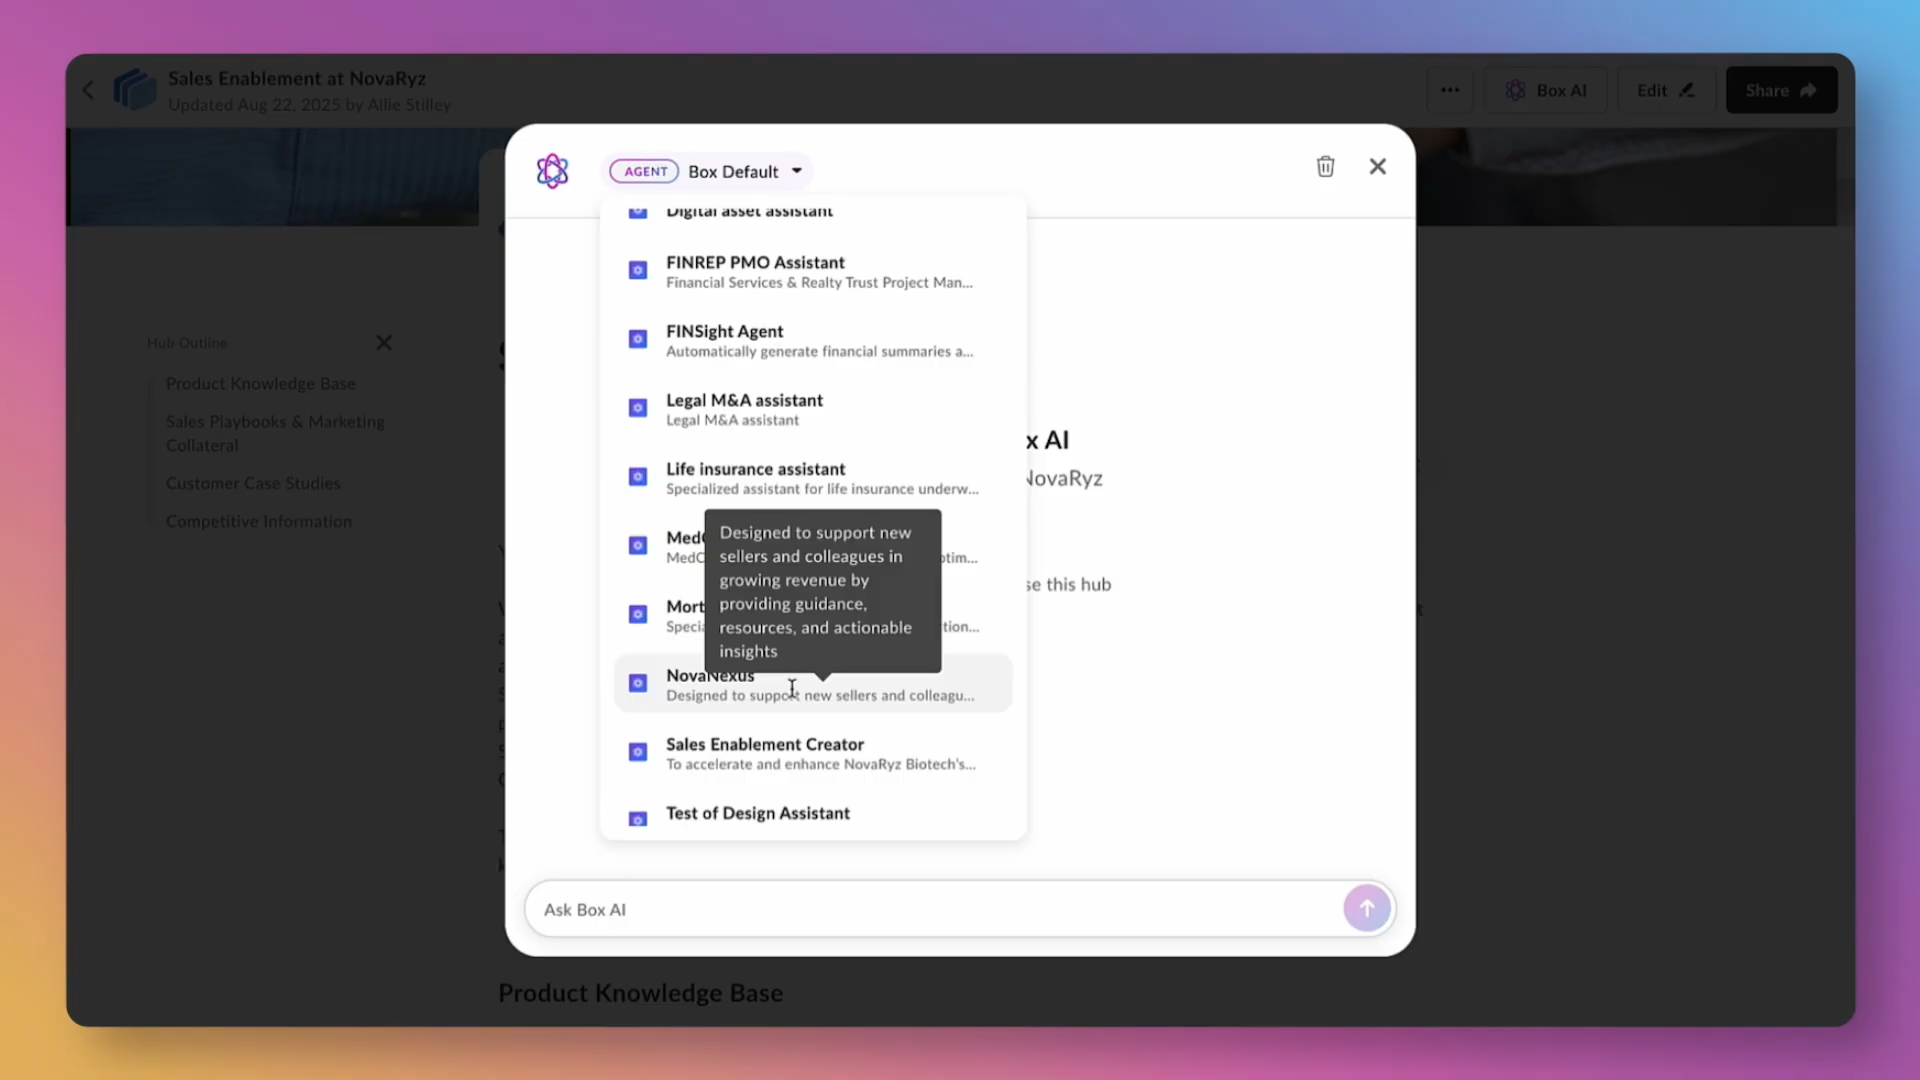 Sales Enablement at NovaRyz
Updated Aug 22, 2025 by Allie Stilley
Box AI
Edit
Share
AGENT Box Default
Digital asset assistant
FINREP PMO Assistant
Financial Services & Realty Trust Project Man...
FINSight Agent
Automatically generate financial summaries a...
Legal M&A assistant
Legal M&A assistant
Life insurance assistant
Specialized assistant for life insurance underw...
Designed to support new
sellers and colleagues in
growing revenue by
providing guidance,
resources, and actionable
insights
NovaNexus
Designed to support new sellers and colleagu...
Sales Enablement Creator
To accelerate and enhance NovaRyz Biotech's...
Test of Design Assistant
AI
NovaRyz
this hub
Ask Box AI
Hub Outline
Product Knowledge Base
Sales Playbooks & Marketing
Collateral
Customer Case Studies
Competitive Information
Product Knowledge Base